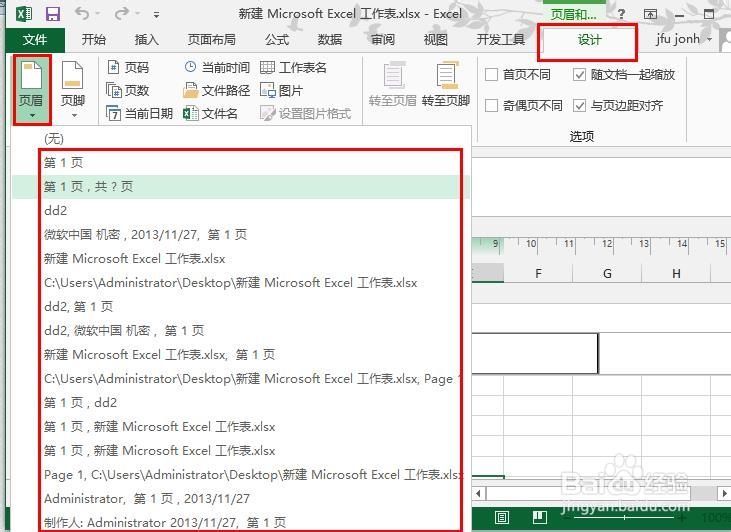 新建 Microsoft Excel 工作表.xlsx - Excel
页眉和...
?
文件 开始 插入 页面布局 公式 数据 审阅 视图 开发工具 设计 jfu jonh
页眉
页脚
页码
页数
当前日期
当前时间
文件路径
文件名
工作表名
图片
设置图片格式
转至页眉 转至页脚
首页不同 随文档一起缩放
奇偶页不同 与页边距对齐
选项
(无)
第 1 页
第 1 页，共 ? 页
dd2
微软中国 机密 , 2013/11/27, 第 1 页
新建 Microsoft Excel 工作表.xlsx
C:\Users\Administrator\Desktop\新建 Microsoft Excel 工作表.xlsx
dd2, 第 1 页
dd2, 微软中国 机密 , 第 1 页
新建 Microsoft Excel 工作表.xlsx, 第 1 页
C:\Users\Administrator\Desktop\新建 Microsoft Excel 工作表.xlsx, Page 1
第 1 页 , dd2
第 1 页 , 新建 Microsoft Excel 工作表.xlsx
第 1 页 , 新建 Microsoft Excel 工作表.xlsx
Page 1, C:\Users\Administrator\Desktop\新建 Microsoft Excel 工作表.xlsx
Administrator, 第 1 页 , 2013/11/27
制作人: Administrator 2013/11/27, 第 1 页
9 10 11 12 13 14 15
F G H
Baidu 经验
jingyan.baidu.com
100%